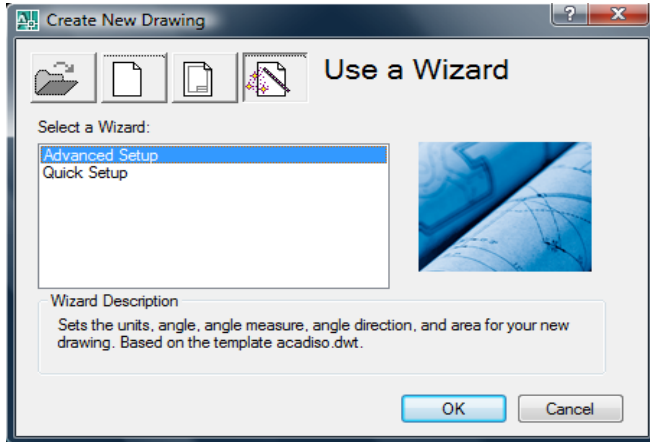 Create New Drawing
Use a Wizard
Select a Wizard:
Advanced Setup
Quick Setup
Wizard Description
Sets the units, angle, angle measure, angle direction, and area for your new
drawing. Based on the template acadiso.dwt.
OK Cancel